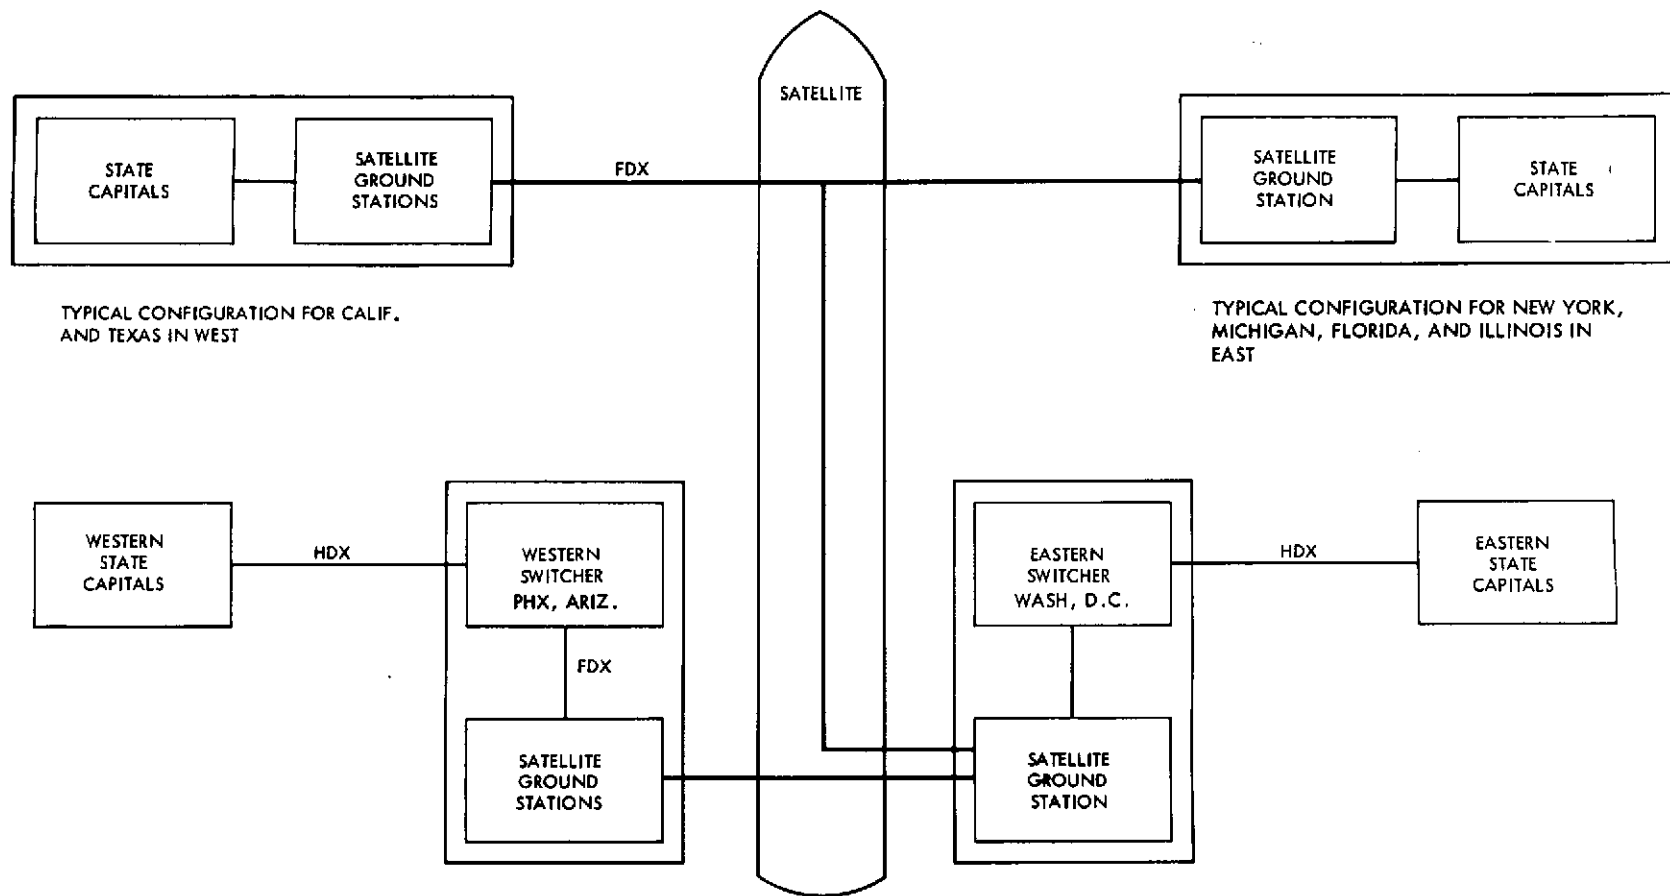 SATELLITE
STATE
CAPITALS
SATELLITE
GROUND
STATIONS
FDX
SATELLITE
GROUND
STATION
STATE
CAPITALS
TYPICAL CONFIGURATION FOR CALIF.
AND TEXAS IN WEST
TYPICAL CONFIGURATION FOR NEW YORK,
MICHIGAN, FLORIDA, AND ILLINOIS IN
EAST
WESTERN
STATE
CAPITALS
HDX
WESTERN
SWITCHER
PHX, ARIZ.
FDX
SATELLITE
GROUND
STATIONS
EASTERN
SWITCHER
WASH, D.C.
SATELLITE
GROUND
STATION
HDX
EASTERN
STATE
CAPITALS